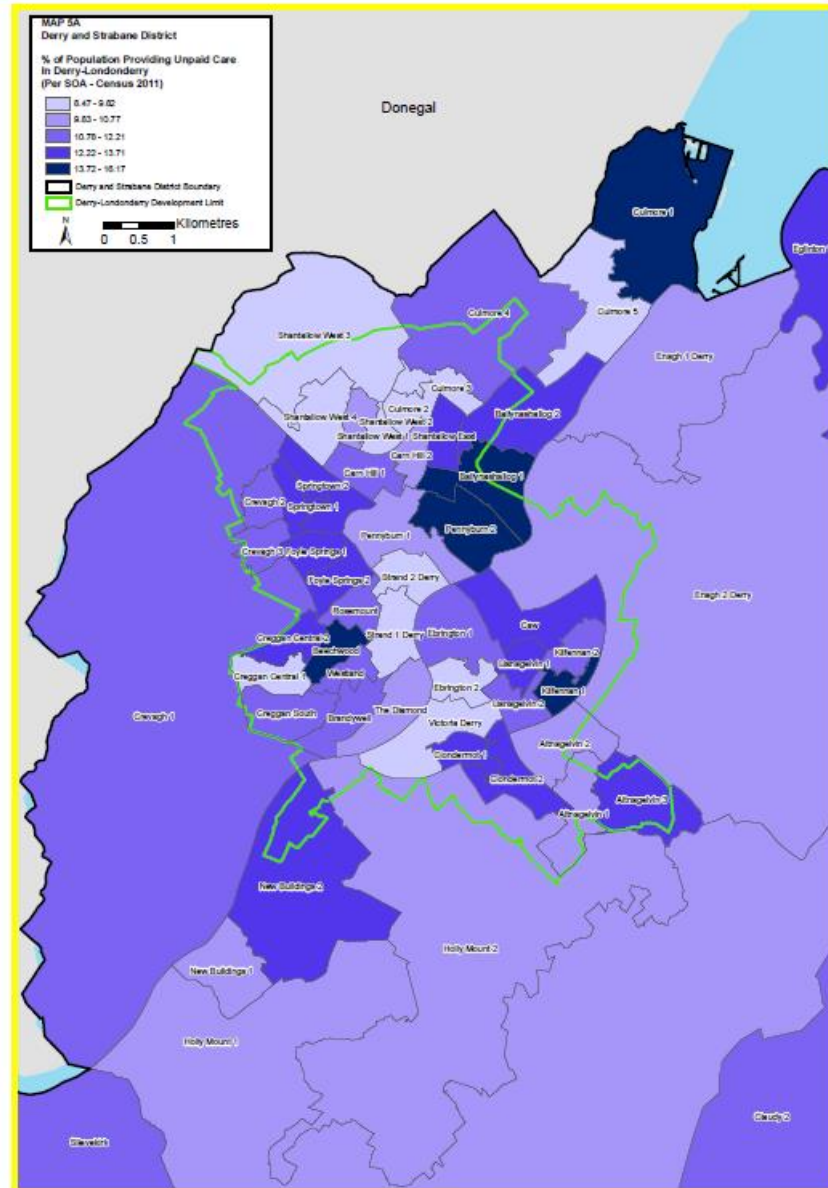 MAP 5A
Derry and Strabane District
% of Population Providing Unpaid Care
In Derry-Londonderry
(Per SOA - Census 2011)
8.47 - 9.82
9.83 - 10.77
10.78 - 12.21
12.22 - 13.71
13.72 - 16.17
Derry and Strabane District Boundary
Derry-Londonderry Development Limit
N
Kilometres
0 0.5 1
Donegal
Culmore 1
Eglinton
Culmore 4
Culmore 5
Shantallow West 3
Enagh 1 Derry
Culmore 3
Culmore 2
Ballynashallog 2
Shantallow West 4
Shantallow West 2
Shantallow West 1
Shantallow East
Carn Hill 2
Carn Hill 1
Ballynashallog 1
Springtown 2
Crevagh 2
Springtown 1
Pennyburn 2
Pennyburn 1
Crevagh 3
Foyle Springs 1
Strand 2 Derry
Foyle Springs 2
Enagh 2 Derry
Rosemount
Caw
Creggan Central 2
Strand 1 Derry
Ebrington 1
Beechwood
Lisnagelvin 1
Kilfennan 2
Creggan Central 1
Westland
Ebrington 2
Kilfennan 1
Creggan South
Lisnagelvin 2
The Diamond
Brandywell
Victoria Derry
Crevagh 1
Altnagelvin 2
Clondermot 1
Clondermot 2
Altnagelvin 3
Altnagelvin 1
New Buildings 2
Holly Mount 2
New Buildings 1
Holly Mount 1
Claudy 2
Slievekirk